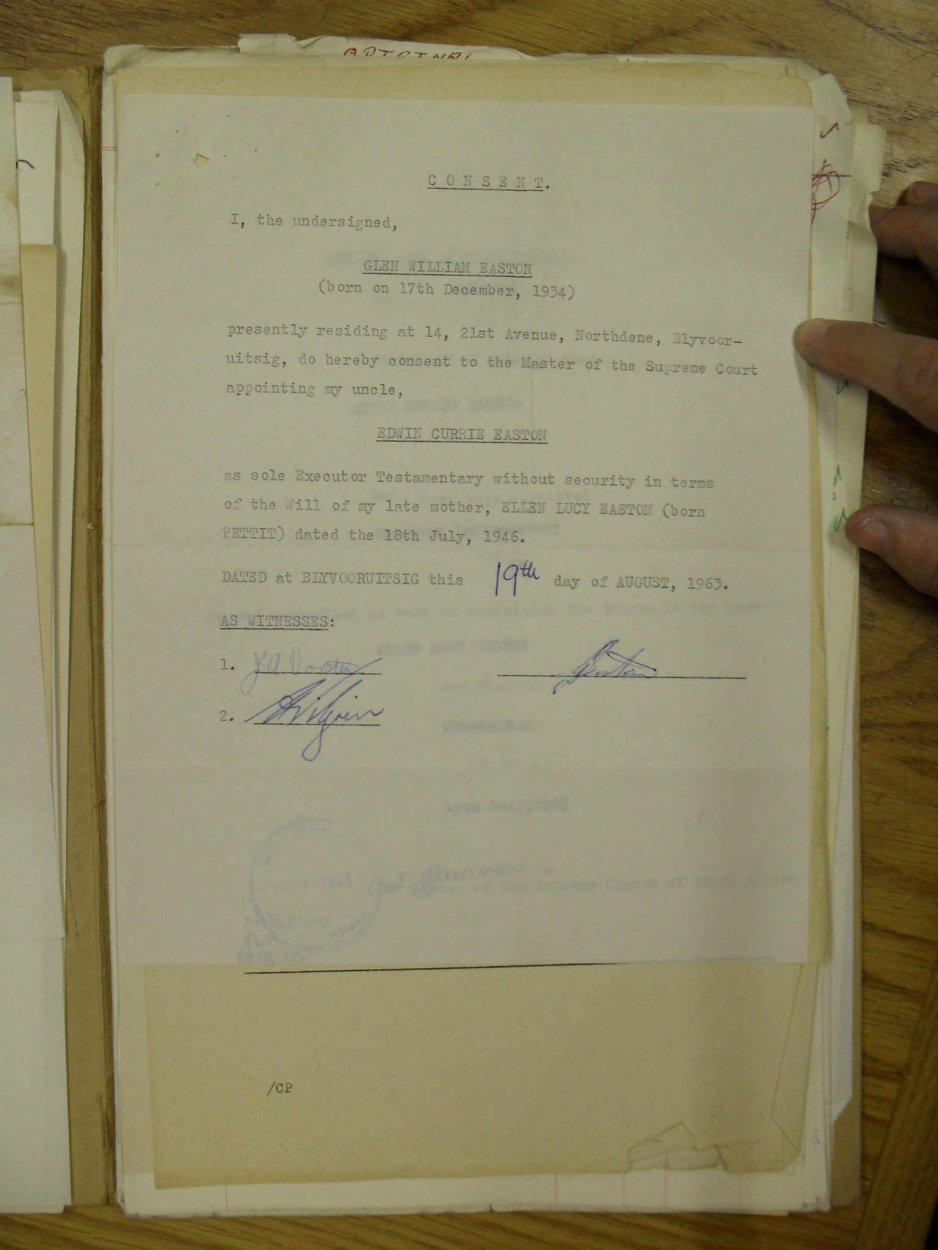 ORIGINAL
C O N S E N T.
I, the undersigned,
GLEN WILLIAM EASTON
(born on 17th December, 1934)
presently residing at 14, 21st Avenue, Northdene, Blyvoor-
uitsig, do hereby consent to the Master of the Supreme Court
appointing my uncle,
EDWIN CURRIE EASTON
as sole Executor Testamentary without security in terms
of the Will of my late mother, ELLEN LUCY EASTON (born
PETTIT) dated the 18th July, 1946.
DATED at BLYVOORUITSIG this 19th day of AUGUST, 1963.
AS WITNESSES:
1.
2.
/CP